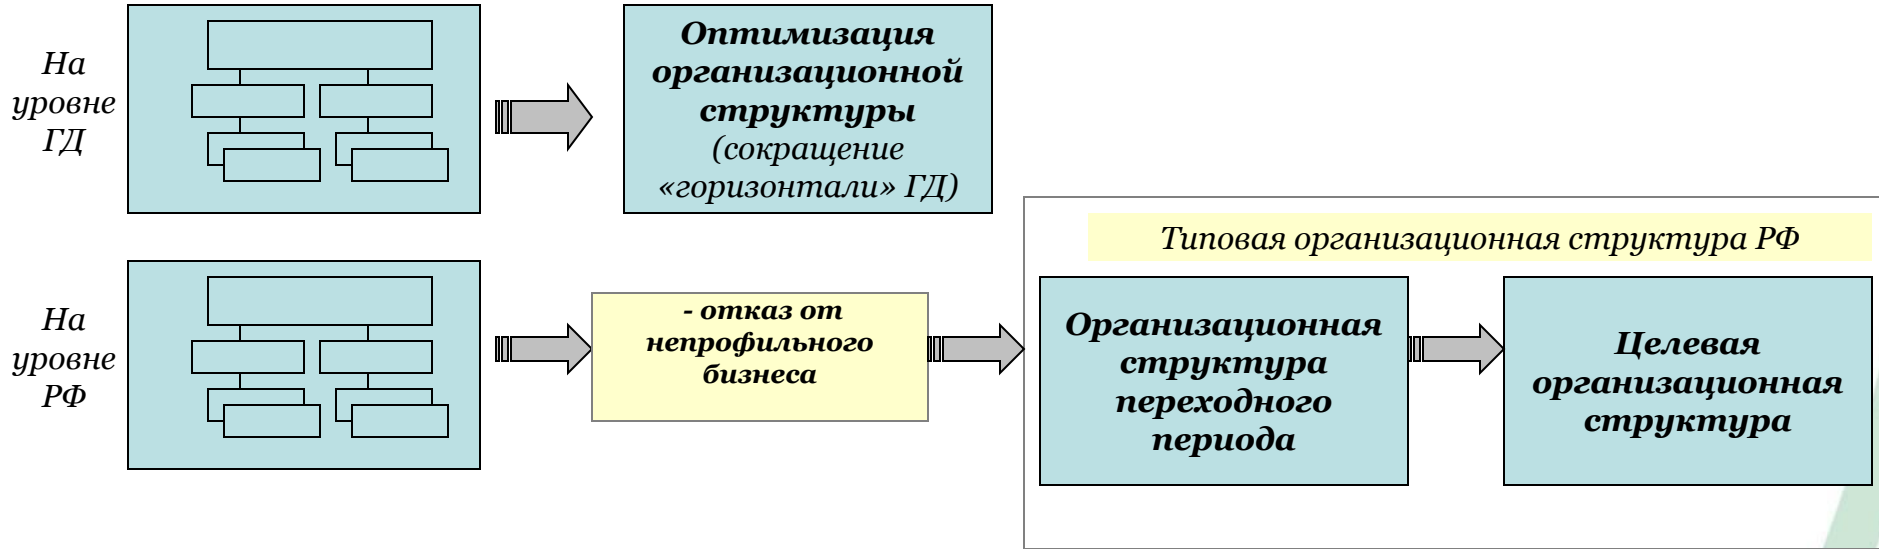 На
уровне
ГД
Оптимизация
организационной
структуры
(сокращение
«горизонтали» ГД)
Типовая организационная структура РФ
На
уровне
РФ
- отказ от
непрофильного
бизнеса
Организационная
структура
переходного
периода
Целевая
организационная
структура